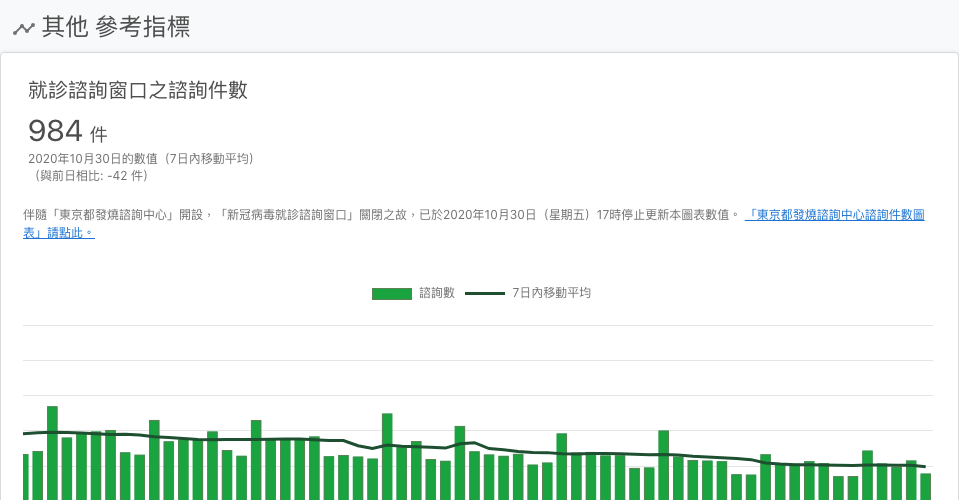 其他 參考指標
就診諮詢窗口之諮詢件數
984 件
2020年10月30日的數值（7日內移動平均）
（與前日相比: -42 件）
伴隨「東京都發燒諮詢中心」開設，「新冠病毒就診諮詢窗口」關閉之故，已於2020年10月30日（星期五）17時停止更新本圖表數值。 「東京都發燒諮詢中心諮詢件數圖
表」請點此。
諮詢數 7日內移動平均